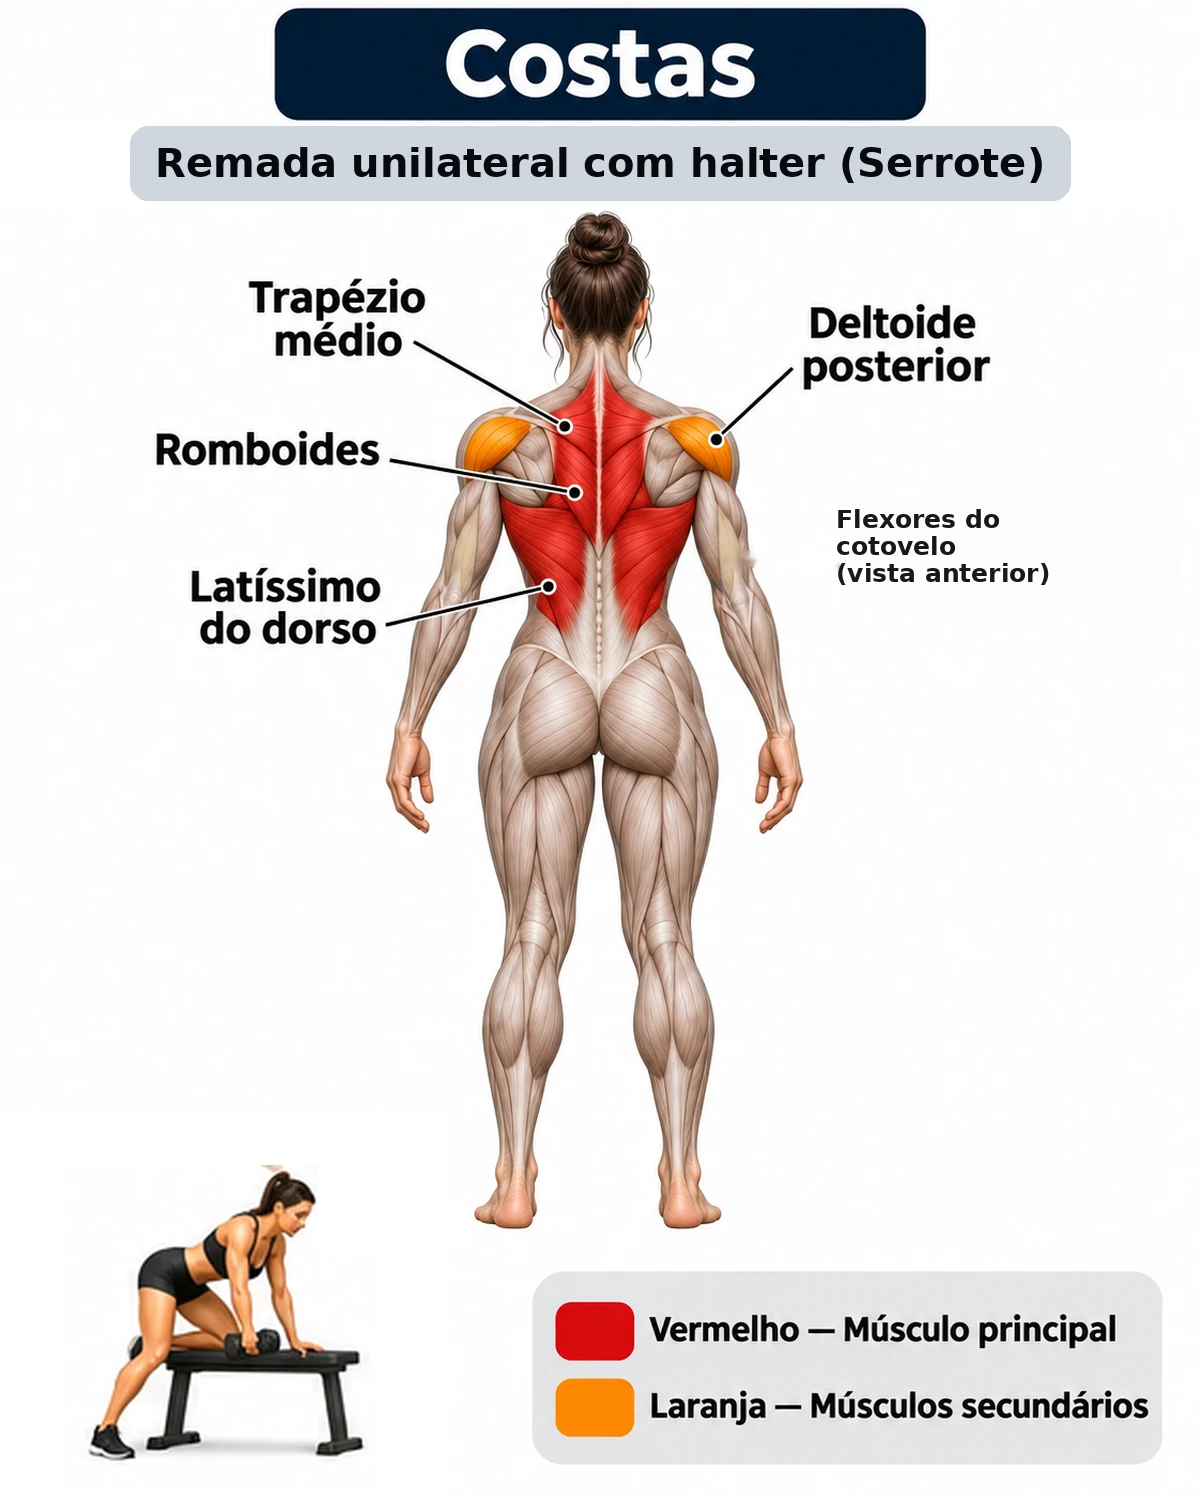 Costas
Remada unilateral com halter (Serrote)
Trapézio
médio
Deltoide
posterior
Romboides
Flexores do
cotovelo
(vista anterior)
Latíssimo
do dorso
Vermelho — Músculo principal
Laranja — Músculos secundários